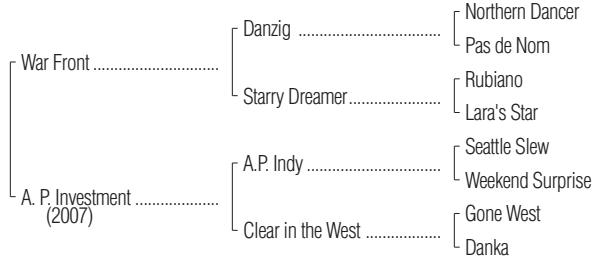 Northern Dancer
Danzig ..................................
Pas de Nom
War Front ..............................
Rubiano
Starry Dreamer......................
Lara's Star
Seattle Slew
A.P. Indy ................................
Weekend Surprise
A. P. Investment ....................
(2007)
Gone West
Clear in the West ..................
Danka